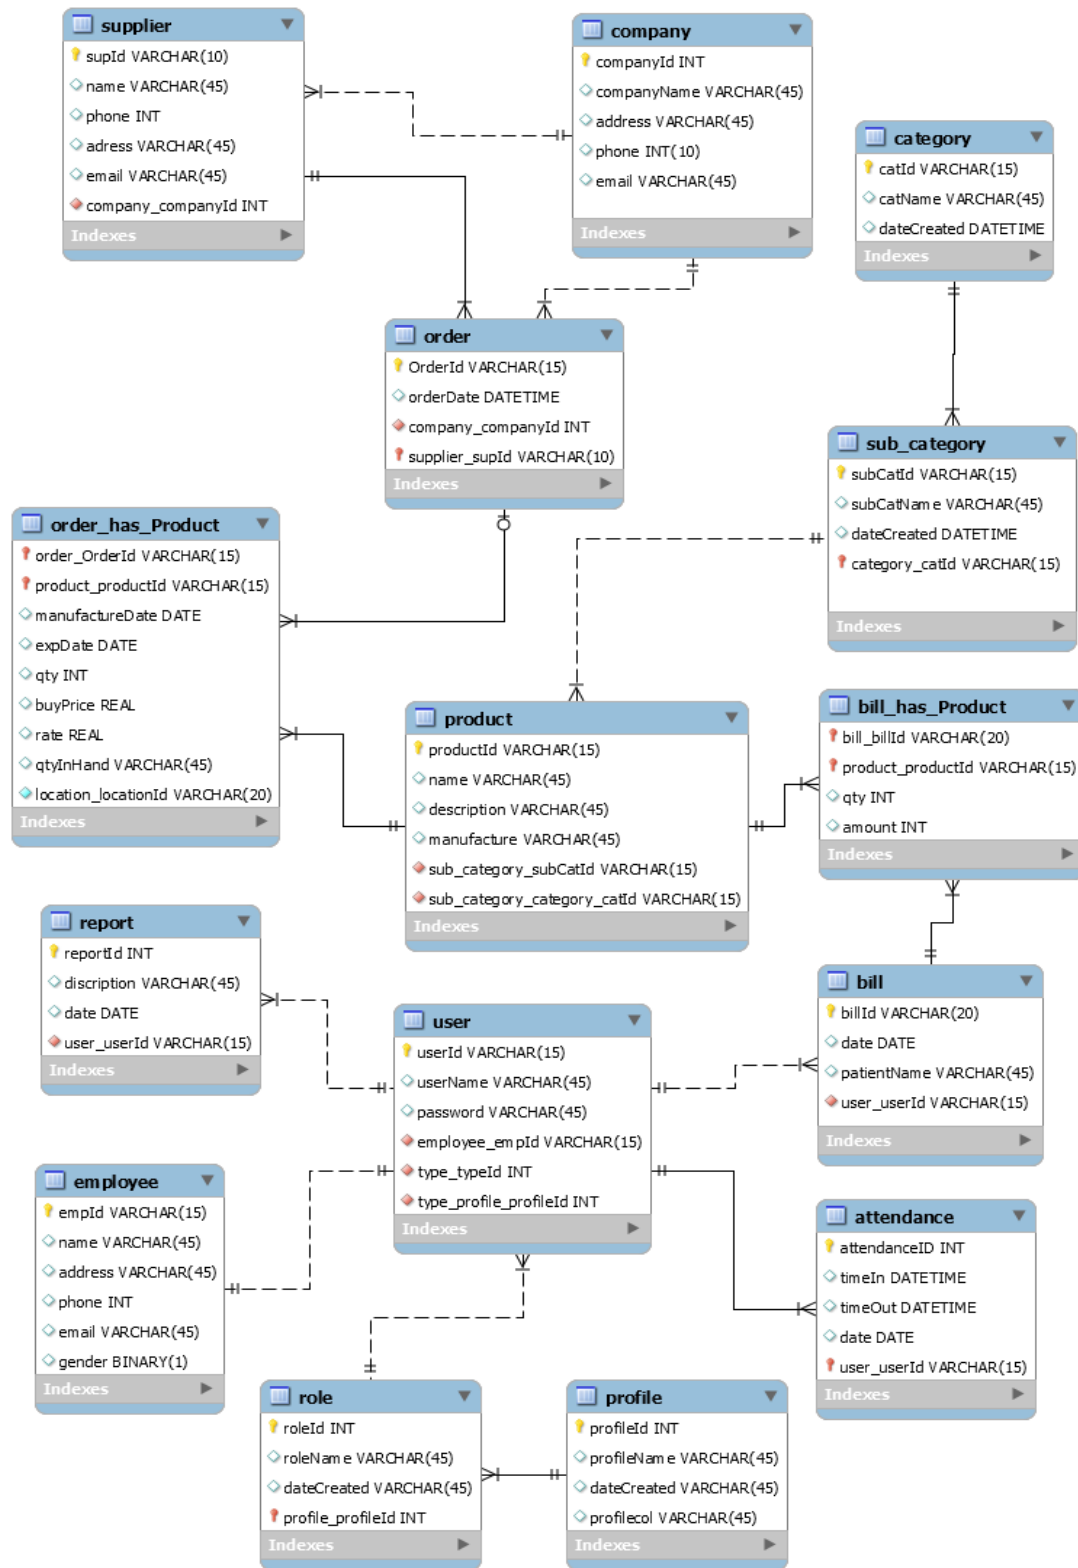 supplier
supId VARCHAR(10)
name VARCHAR(45)
phone INT
adress VARCHAR(45)
email VARCHAR(45)
company_companyId INT
Indexes
company
companyId INT
companyName VARCHAR(45)
address VARCHAR(45)
phone INT(10)
email VARCHAR(45)
Indexes
category
catId VARCHAR(15)
catName VARCHAR(45)
dateCreated DATETIME
Indexes
order
OrderId VARCHAR(15)
orderDate DATETIME
company_companyId INT
supplier_supId VARCHAR(10)
Indexes
sub_category
subCatId VARCHAR(15)
subCatName VARCHAR(45)
dateCreated DATETIME
category_catId VARCHAR(15)
Indexes
order_has_Product
order_OrderId VARCHAR(15)
product_productId VARCHAR(15)
manufactureDate DATE
expDate DATE
qty INT
buyPrice REAL
rate REAL
qtyInHand VARCHAR(45)
location_locationId VARCHAR(20)
Indexes
product
productId VARCHAR(15)
name VARCHAR(45)
description VARCHAR(45)
manufacture VARCHAR(45)
sub_category_subCatId VARCHAR(15)
sub_category_category_catId VARCHAR(15)
Indexes
bill_has_Product
bill_billId VARCHAR(20)
product_productId VARCHAR(15)
qty INT
amount INT
Indexes
report
reportId INT
discription VARCHAR(45)
date DATE
user_userId VARCHAR(15)
Indexes
user
userId VARCHAR(15)
userName VARCHAR(45)
password VARCHAR(45)
employee_empId VARCHAR(15)
type_typeId INT
type_profile_profileId INT
Indexes
bill
billId VARCHAR(20)
date DATE
patientName VARCHAR(45)
user_userId VARCHAR(15)
Indexes
employee
empId VARCHAR(15)
name VARCHAR(45)
address VARCHAR(45)
phone INT
email VARCHAR(45)
gender BINARY(1)
Indexes
attendance
attendanceID INT
timeIn DATETIME
timeOut DATETIME
date DATE
user_userId VARCHAR(15)
Indexes
role
roleId INT
roleName VARCHAR(45)
dateCreated VARCHAR(45)
profile_profileId INT
Indexes
profile
profileId INT
profileName VARCHAR(45)
dateCreated VARCHAR(45)
profilecol VARCHAR(45)
Indexes